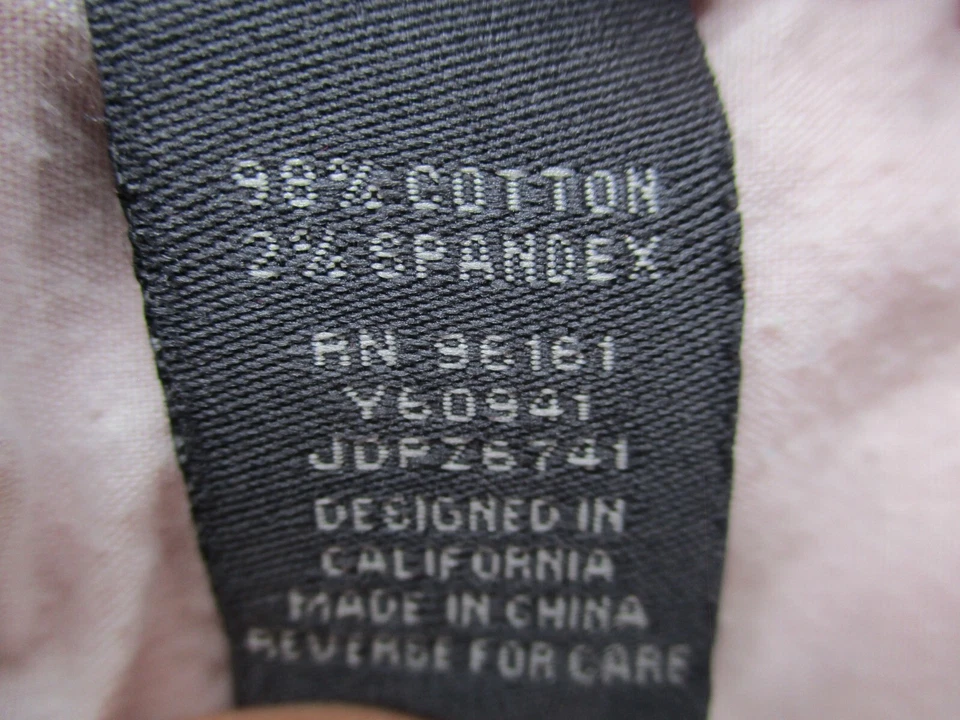 98% COTTON
2% SPANDEX
RN 96161
Y60941
JDPZ6741
DESIGNED IN
CALIFORNIA
MADE IN CHINA
REVERSE FOR CARE